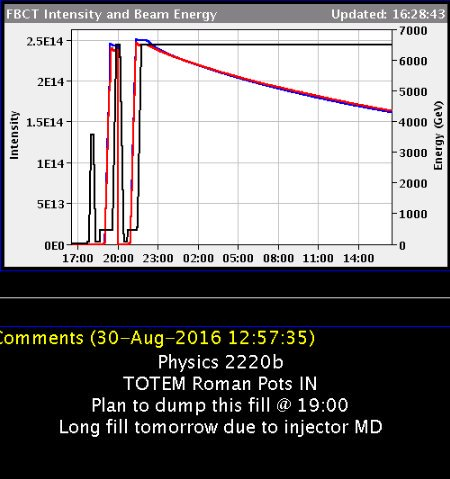 FBCT Intensity and Beam Energy Updated: 16:28:43
2.5E14 7000
6000
2E14 5000
1.5E14 4000
Intensity Energy (GeV)
1E14 3000
2000
5E13 1000
0E0 0
17:00 20:00 23:00 02:00 05:00 08:00 11:00 14:00
Comments (30-Aug-2016 12:57:35)
Physics 2220b
TOTEM Roman Pots IN
Plan to dump this fill @ 19:00
Long fill tomorrow due to injector MD